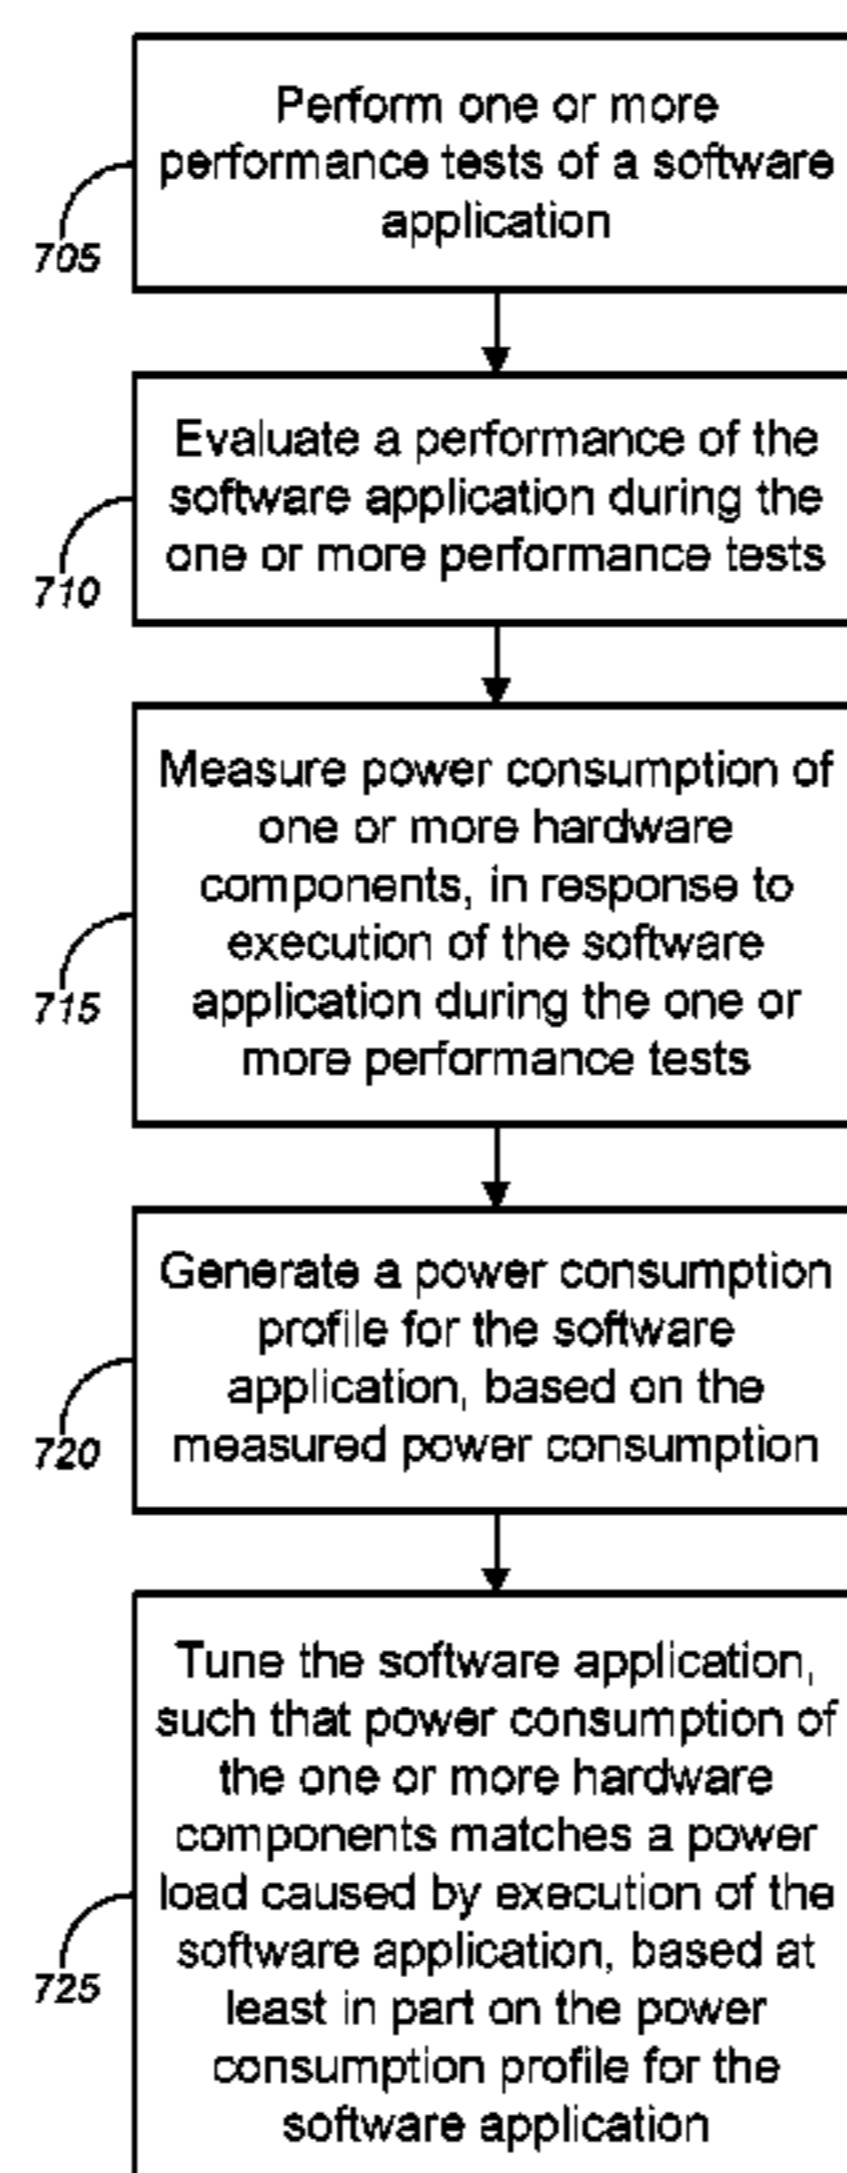 Perform one or more
performance tests of a software
application
705
Evaluate a performance of the
software application during the
one or more performance tests
710
Measure power consumption of
one or more hardware
components, in response to
execution of the software
application during the one or
more performance tests
715
Generate a power consumption
profile for the software
application, based on the
measured power consumption
720
Tune the software application,
such that power consumption of
the one or more hardware
components matches a power
load caused by execution of the
software application, based at
least in part on the power
consumption profile for the
software application
725